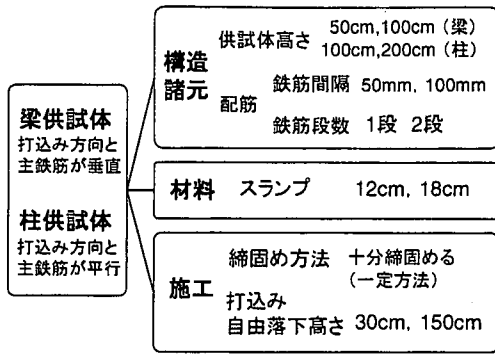 梁供試体
打込み方向と
主鉄筋が垂直
柱供試体
打込み方向と
主鉄筋が平行
構造
諸元
供試体高さ
50cm,100cm（梁）
100cm,200cm（柱）
配筋
鉄筋間隔 50mm, 100mm
鉄筋段数 1段 2段
材料 スランプ 12cm, 18cm
施工
締固め方法 十分締固める
（一定方法）
打込み
自由落下高さ 30cm, 150cm